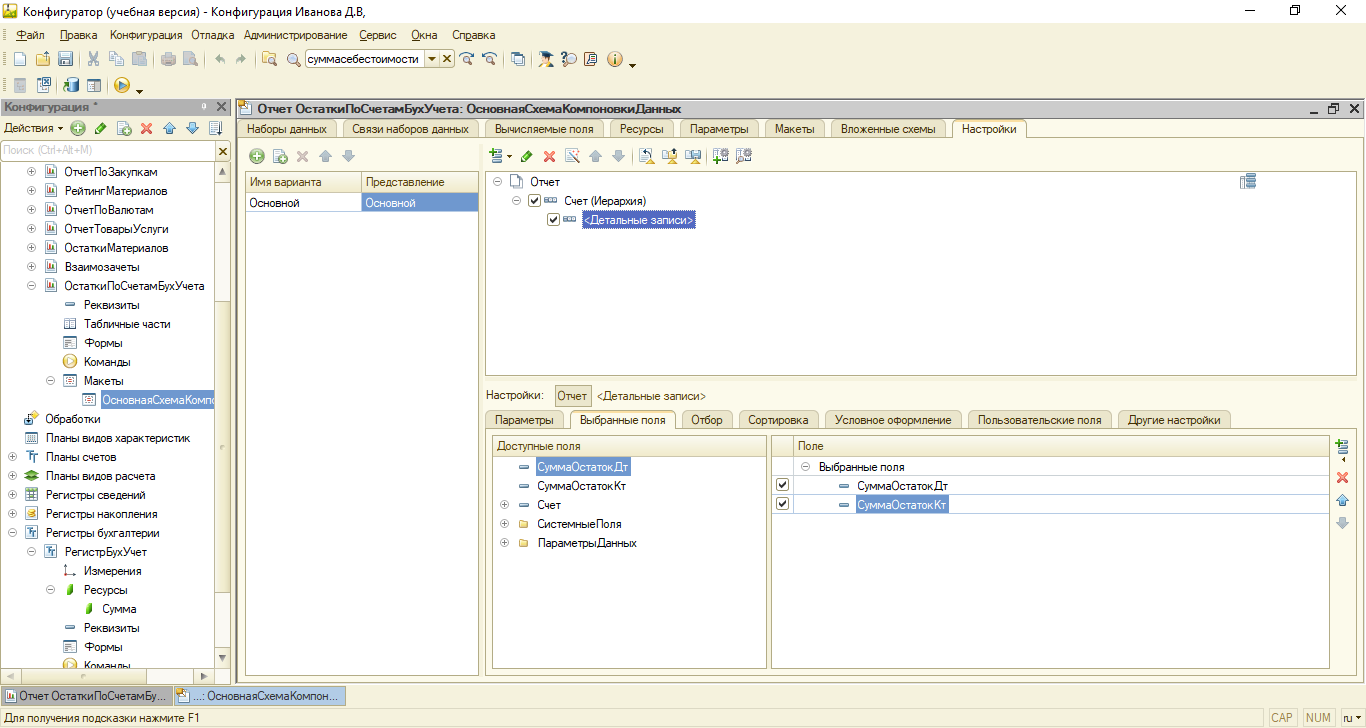 Конфигуратор (учебная версия) - Конфигурация Иванова Д.В,
Файл Правка Конфигурация Отладка Администрирование Сервис Окна Справка
суммасебестоимости
Конфигурация *
Действия
Поиск (Ctrl+Alt+M)
ОтчетПоЗакупкам
РейтингМатериалов
ОтчетПоВалютам
ОтчетТоварыУслуги
ОстаткиМатериалов
Взаимозачеты
ОстаткиПоСчетамБухУчета
Реквизиты
Табличные части
Формы
Команды
Макеты
ОсновнаяСхемаКомпо
Обработки
Планы видов характеристик
Планы счетов
Планы видов расчета
Регистры сведений
Регистры накопления
Регистры бухгалтерии
РегистрБухУчет
Измерения
Ресурсы
Сумма
Реквизиты
Формы
Команды
Отчет ОстаткиПоСчетамБухУчета: ОсновнаяСхемаКомпоновкиДанных
Наборы данных Связи наборов данных Вычисляемые поля Ресурсы Параметры Макеты Вложенные схемы Настройки
Имя варианта Представление
Основной Основной
Отчет
Счет (Иерархия)
<Детальные записи>
Настройки: Отчет <Детальные записи>
Параметры Выбранные поля Отбор Сортировка Условное оформление Пользовательские поля Другие настройки
Доступные поля
СуммаОстатокДт
СуммаОстатокКт
Счет
СистемныеПоля
ПараметрыДанных
Поле
Выбранные поля
СуммаОстатокДт
СуммаОстатокКт
Отчет ОстаткиПоСчетамБу... ...: ОсновнаяСхемаКомпон...
Для получения подсказки нажмите F1
CAP NUM ru